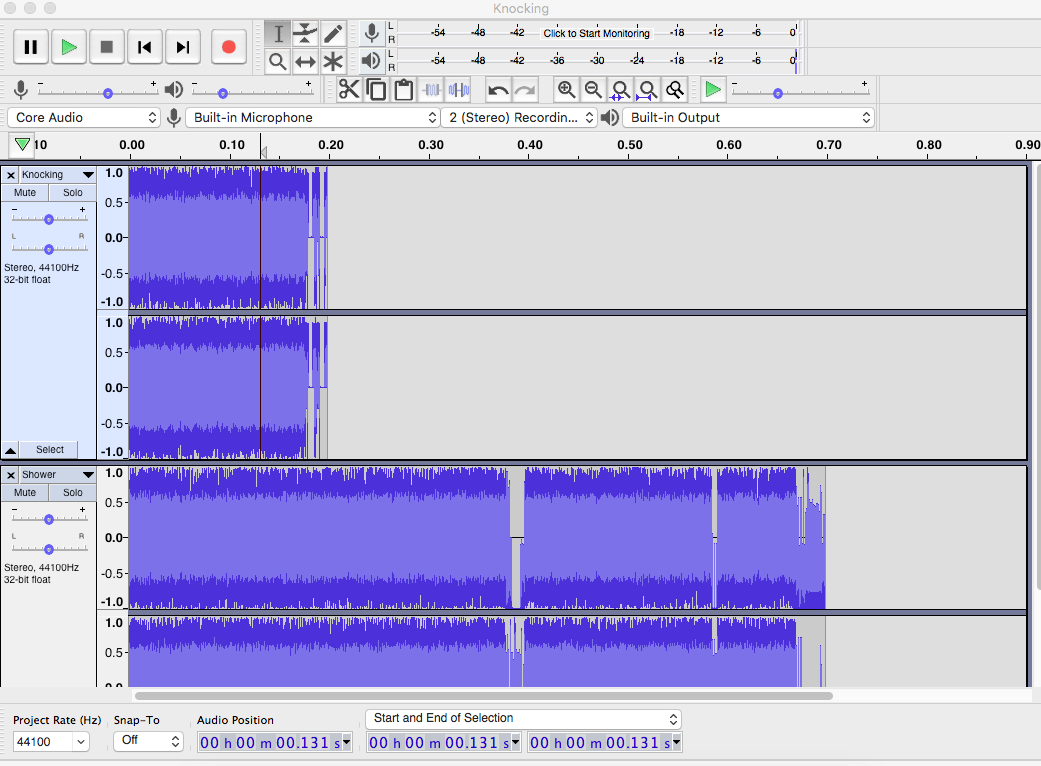 Knocking
L
R
-54 -48 -42 Click to Start Monitoring -18 -12 -6 0
L
R
-54 -48 -42 -36 -30 -24 -18 -12 -6 0
- + - + - +
Core Audio Built-in Microphone 2 (Stereo) Recordin... Built-in Output
10 0.00 0.10 0.20 0.30 0.40 0.50 0.60 0.70 0.80 0.90
Knocking 1.0
Mute Solo
- + 0.5
L R 0.0
Stereo, 44100Hz
32-bit float -0.5
-1.0
1.0
0.5
0.0
-0.5
Select -1.0
Shower 1.0
Mute Solo
- + 0.5
L R 0.0
Stereo, 44100Hz
32-bit float -0.5
-1.0
1.0
0.5
0.0
Project Rate (Hz) Snap-To Audio Position Start and End of Selection
44100 Off 00 h 00 m 00.131 s 00 h 00 m 00.131 s 00 h 00 m 00.131 s